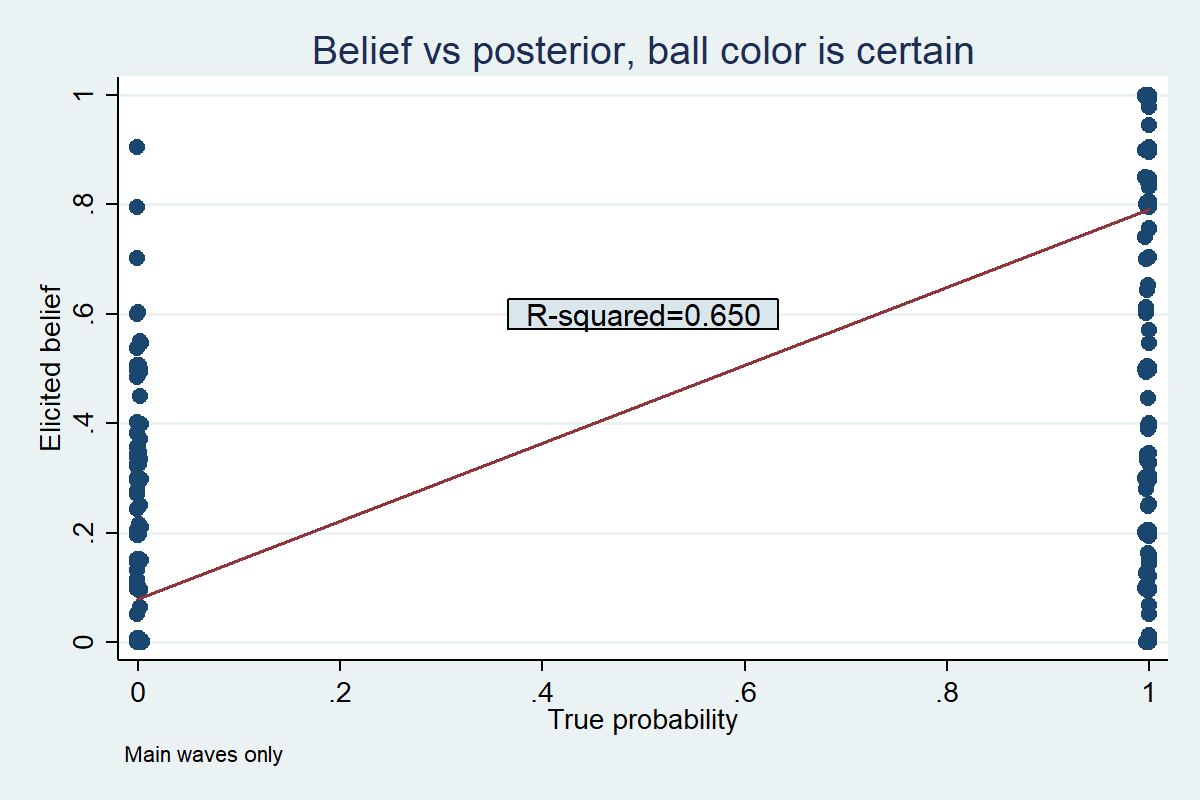 Belief vs posterior, ball color is certain
Elicited belief
1
.8
.6
.4
.2
0
R-squared=0.650
0 .2 .4 .6 .8 1
True probability
Main waves only